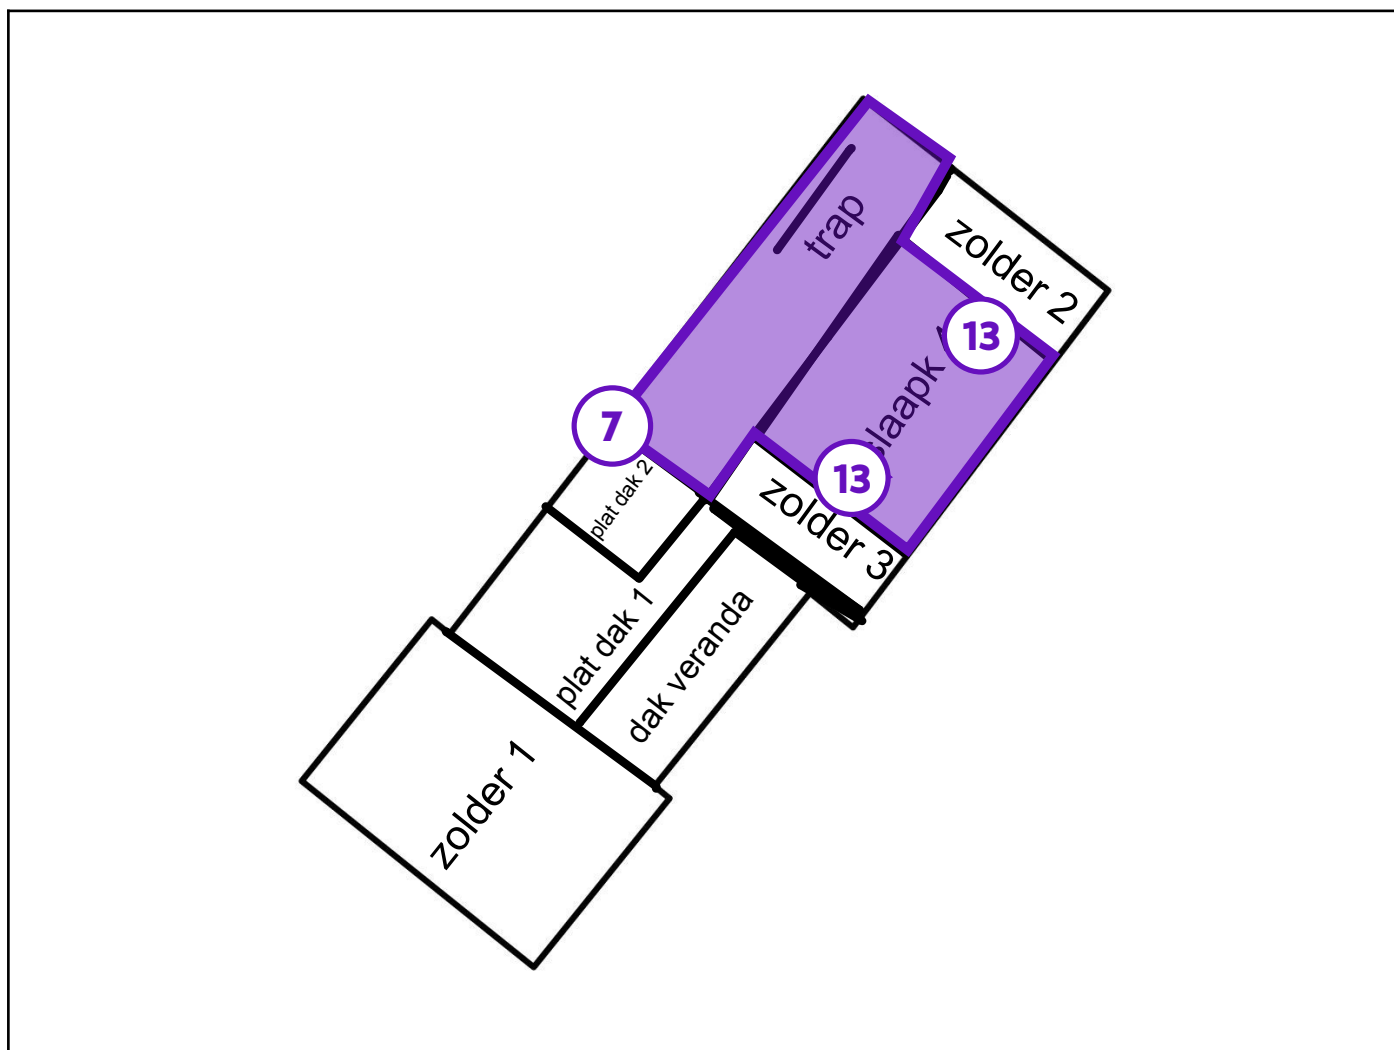 trap
zolder 2
13
slaapk
7
13
plat dak 2
zolder 3
plat dak 1
dak veranda
zolder 1